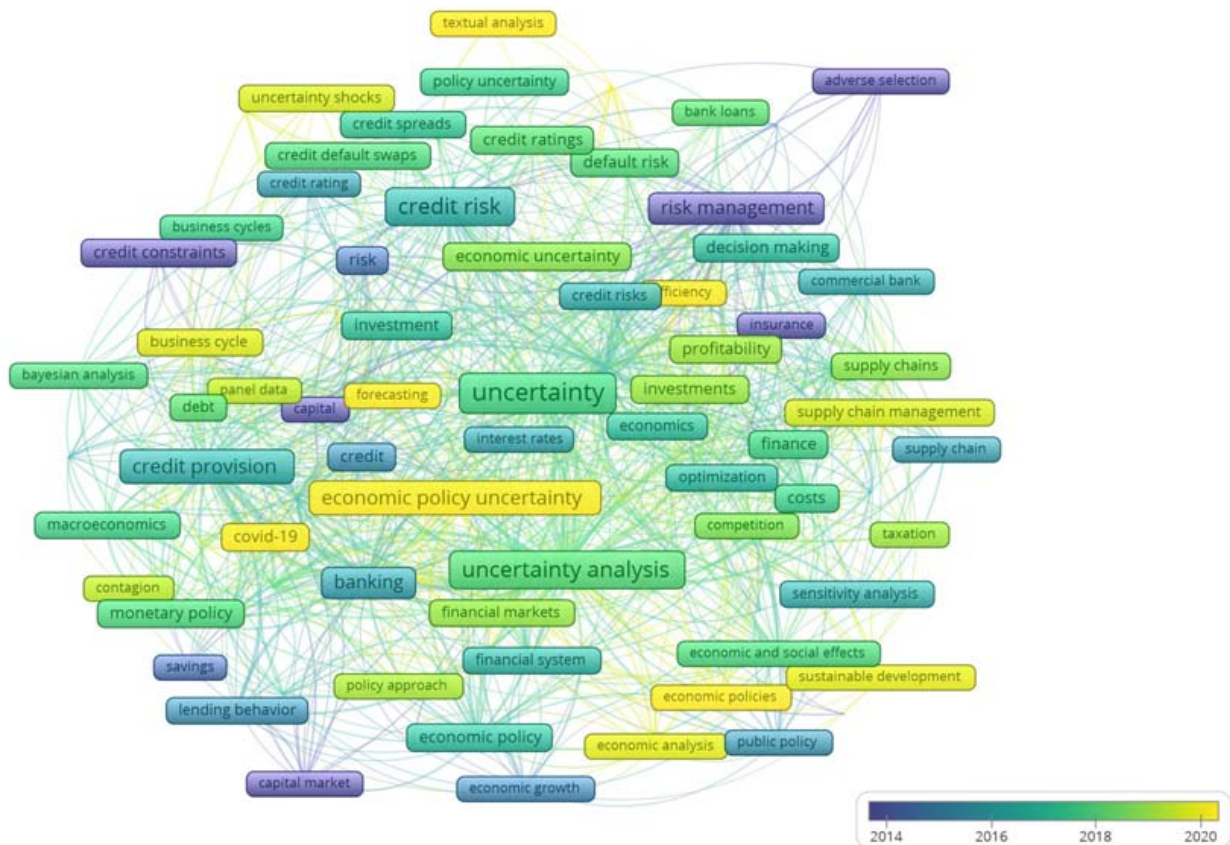 textual analysis
policy uncertainty
adverse selection
uncertainty shocks
bank loans
credit spreads
credit ratings
credit default swaps
default risk
credit rating
credit risk
risk management
business cycles
credit constraints
risk
economic uncertainty
decision making
commercial bank
credit risks
fficiency
investment
insurance
business cycle
profitability
supply chains
bayesian analysis
panel data
forecasting
uncertainty
investments
debt
capital
supply chain management
economics
interest rates
finance
supply chain
credit provision
credit
optimization
costs
economic policy uncertainty
macroeconomics
competition
taxation
covid-19
uncertainty analysis
banking
contagion
sensitivity analysis
monetary policy
financial markets
economic and social effects
savings
financial system
sustainable development
policy approach
economic policies
lending behavior
economic policy
economic analysis
public policy
capital market
economic growth
2014 2016 2018 2020